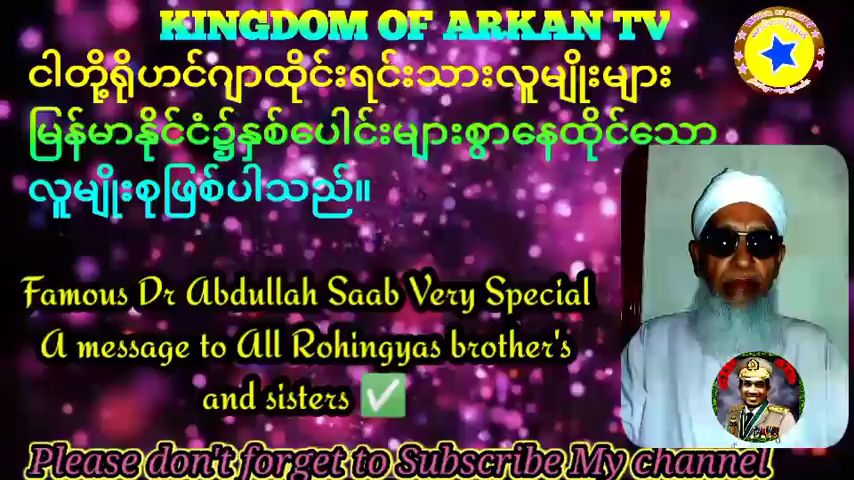 KINGDOM OF ARKAN TV
ငါတို့ရိုဟင်ဂျာထိုင်းရင်းသားလူမျိုးများ
မြန်မာနိုင်ငံ၌နှစ်ပေါင်းများစွာနေထိုင်သော
လူမျိုးစုဖြစ်ပါသည်။
Famous Dr Abdullah Saab Very Special
A message to All Rohingyas brother's
and sisters ✅
Please don't forget to Subscribe My channel